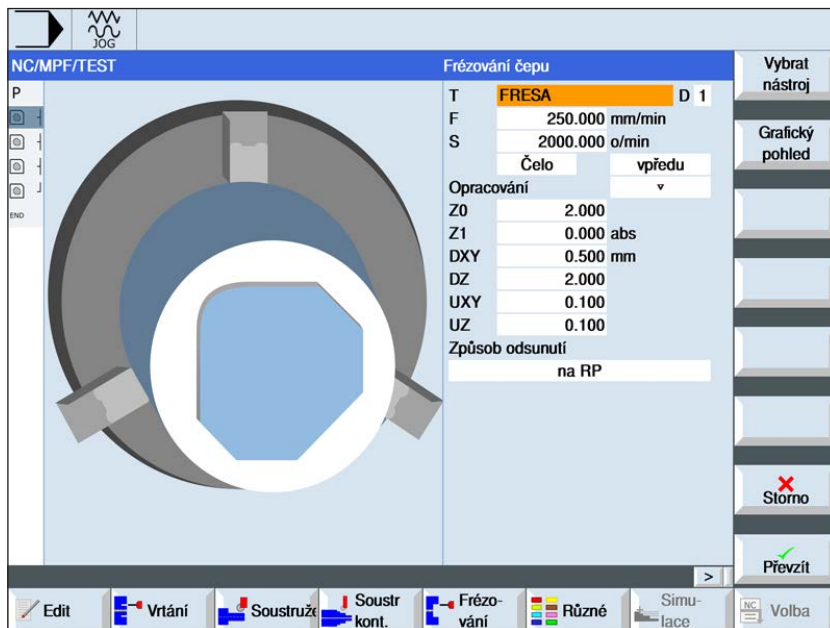 JOG
NC/MPF/TEST
Frézování čepu
P
END
T FRESA D 1
F 250.000 mm/min
S 2000.000 o/min
Čelo vpředu
Opracování ▿
Z0 2.000
Z1 0.000 abs
DXY 0.500 mm
DZ 2.000
UXY 0.100
UZ 0.100
Způsob odsunutí
na RP
Vybrat
nástroj
Grafický
pohled
Storno
Převzít
>
Edit
Vrtání
Soustruže
Soustr
kont.
Frézo-
vání
Různé
Simu-
lace
NC
Volba